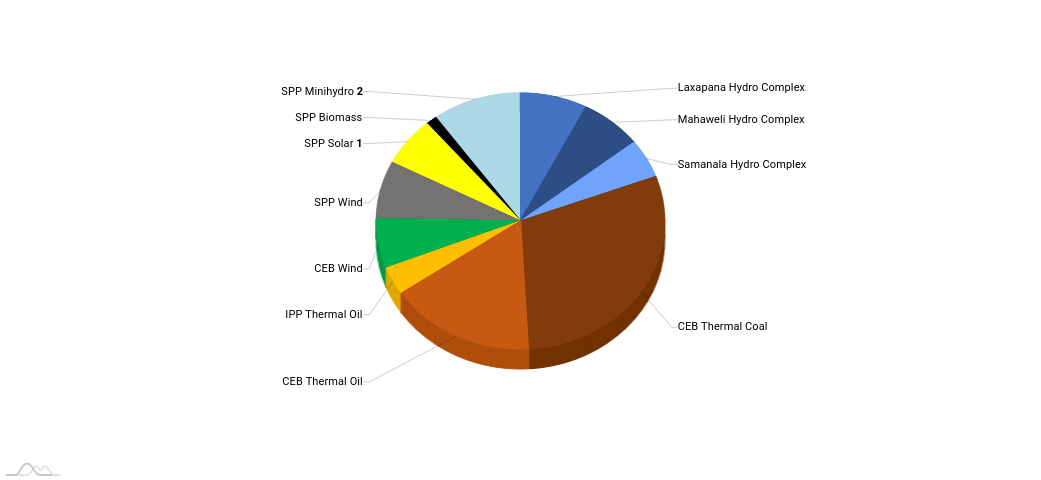 SPP Minihydro 2
SPP Biomass
SPP Solar 1
SPP Wind
CEB Wind
IPP Thermal Oil
CEB Thermal Oil
Laxapana Hydro Complex
Mahaweli Hydro Complex
Samanala Hydro Complex
CEB Thermal Coal